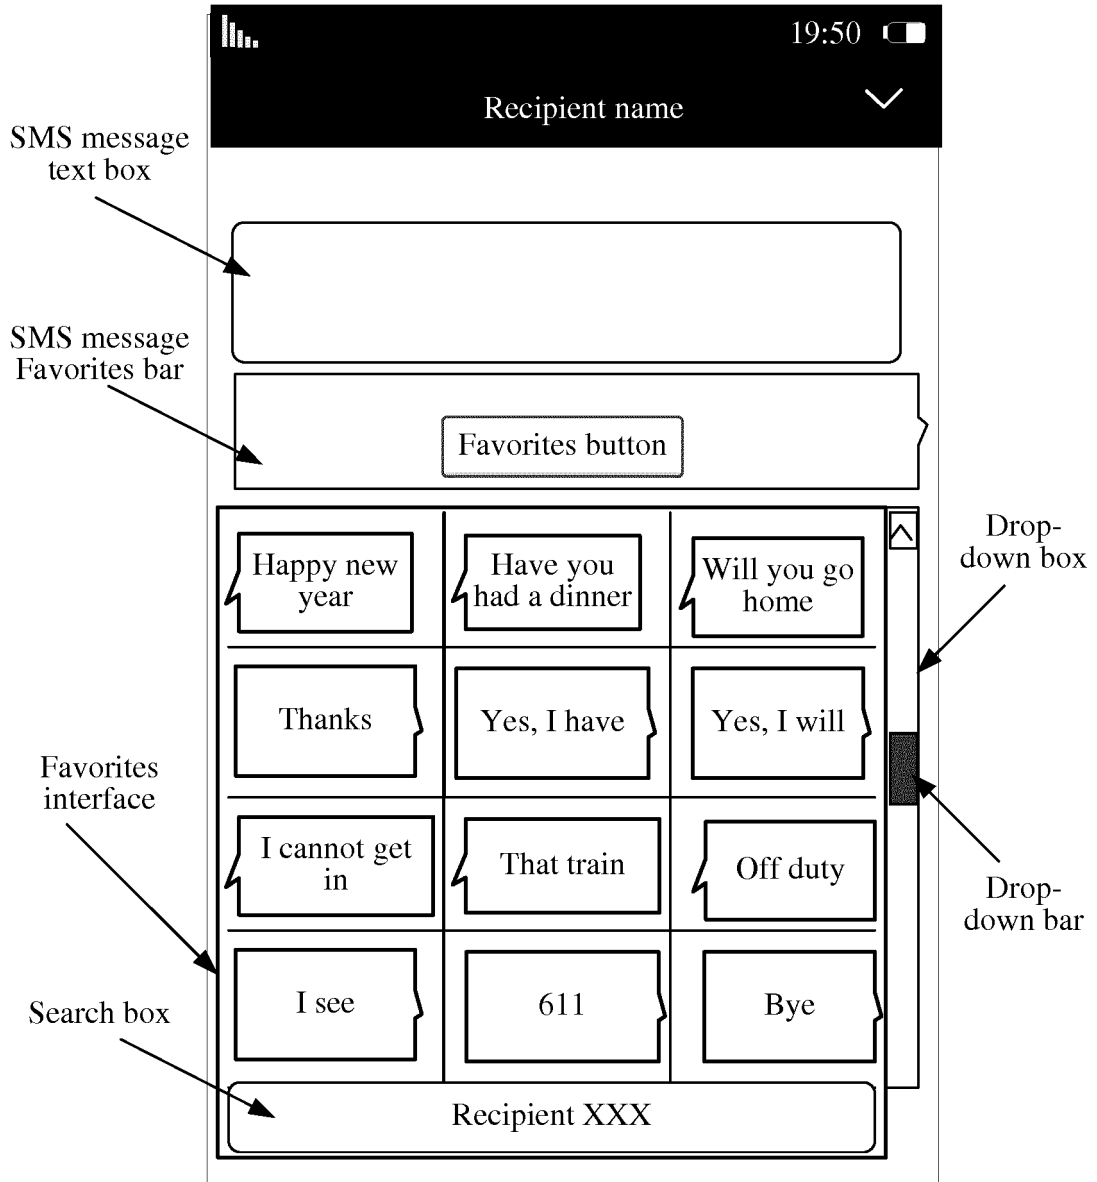 19:50
Recipient name
SMS message
text box
SMS message
Favorites bar
Favorites button
Happy new
year
Have you
had a dinner
Will you go
home
Drop-
down box
Thanks
Yes, I have
Yes, I will
Favorites
interface
I cannot get
in
That train
Off duty
Drop-
down bar
I see
611
Bye
Search box
Recipient XXX